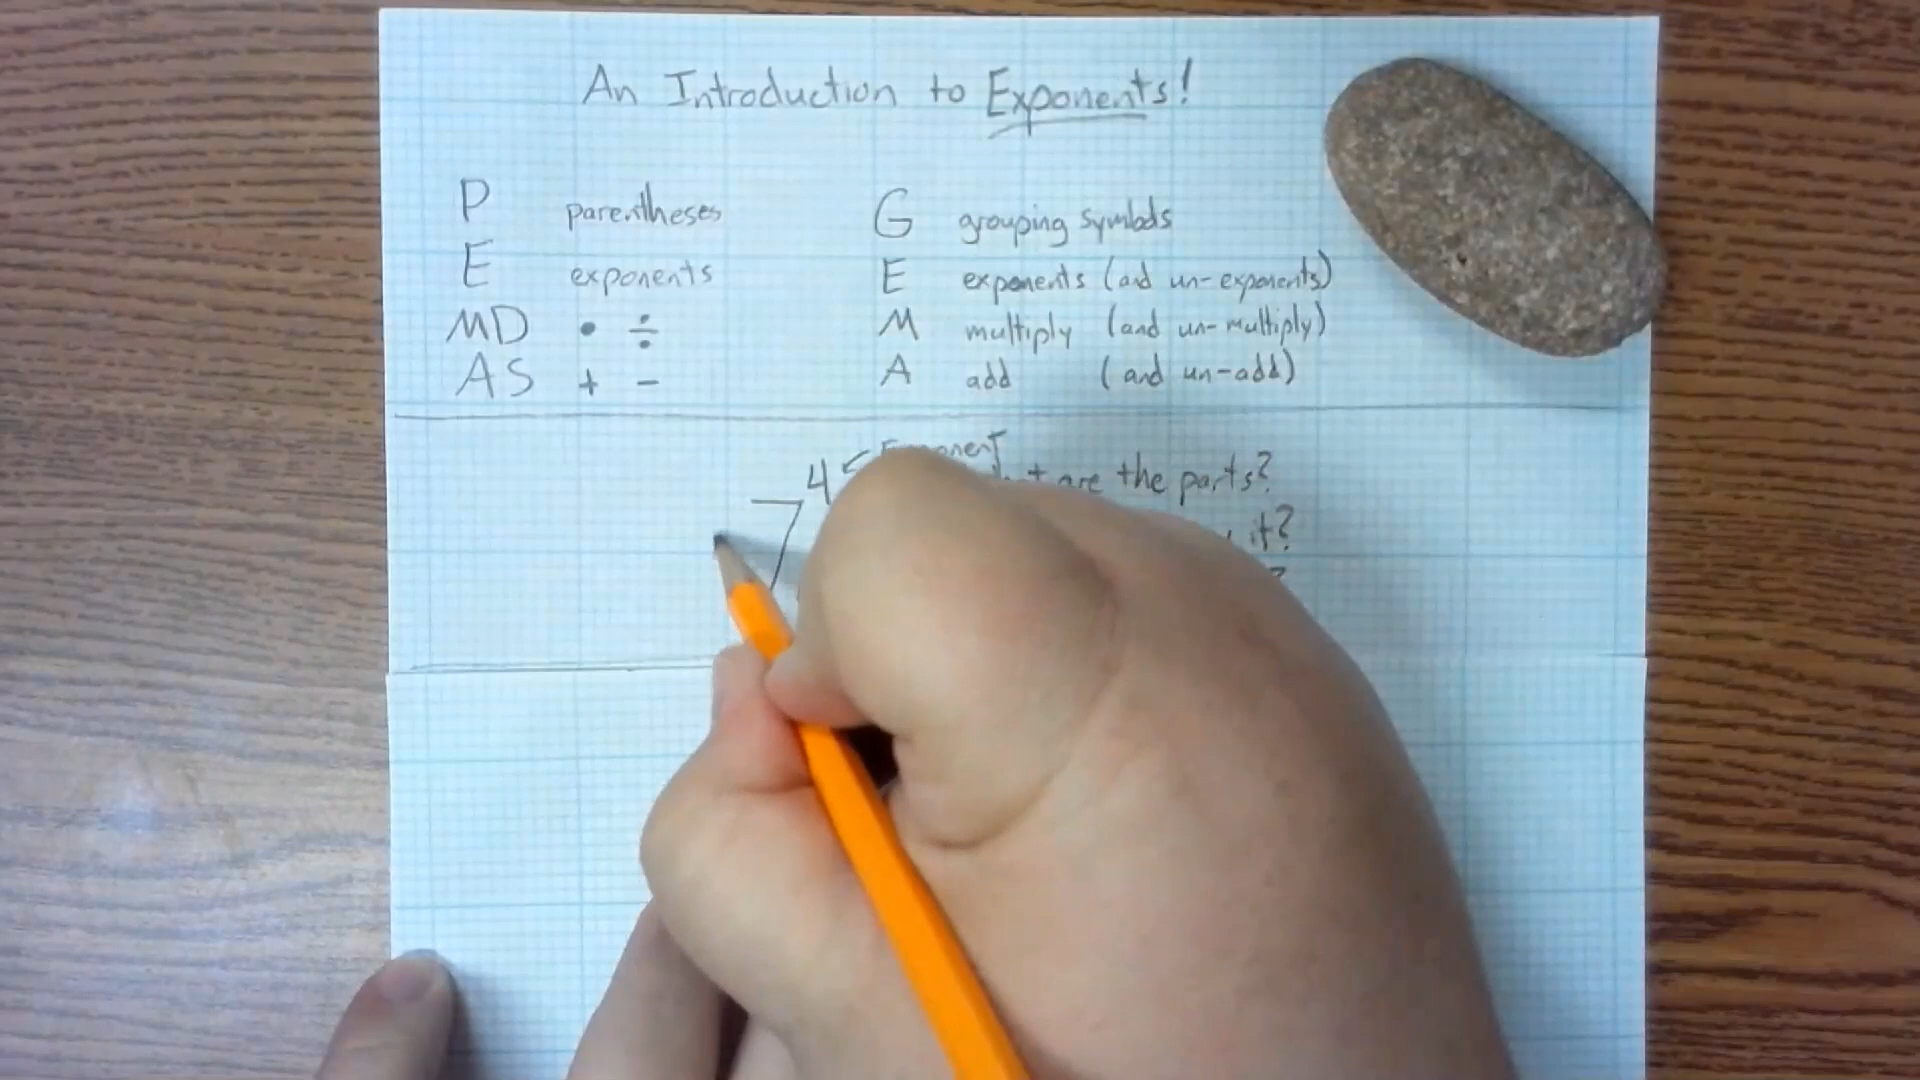 An Introduction to Exponents!
P parentheses
E exponents
MD • ÷
AS + −
G grouping symbols
E exponents (and un-exponents)
M multiply (and un-multiply)
A add (and un-add)
7 4
are the parts?
it?
?